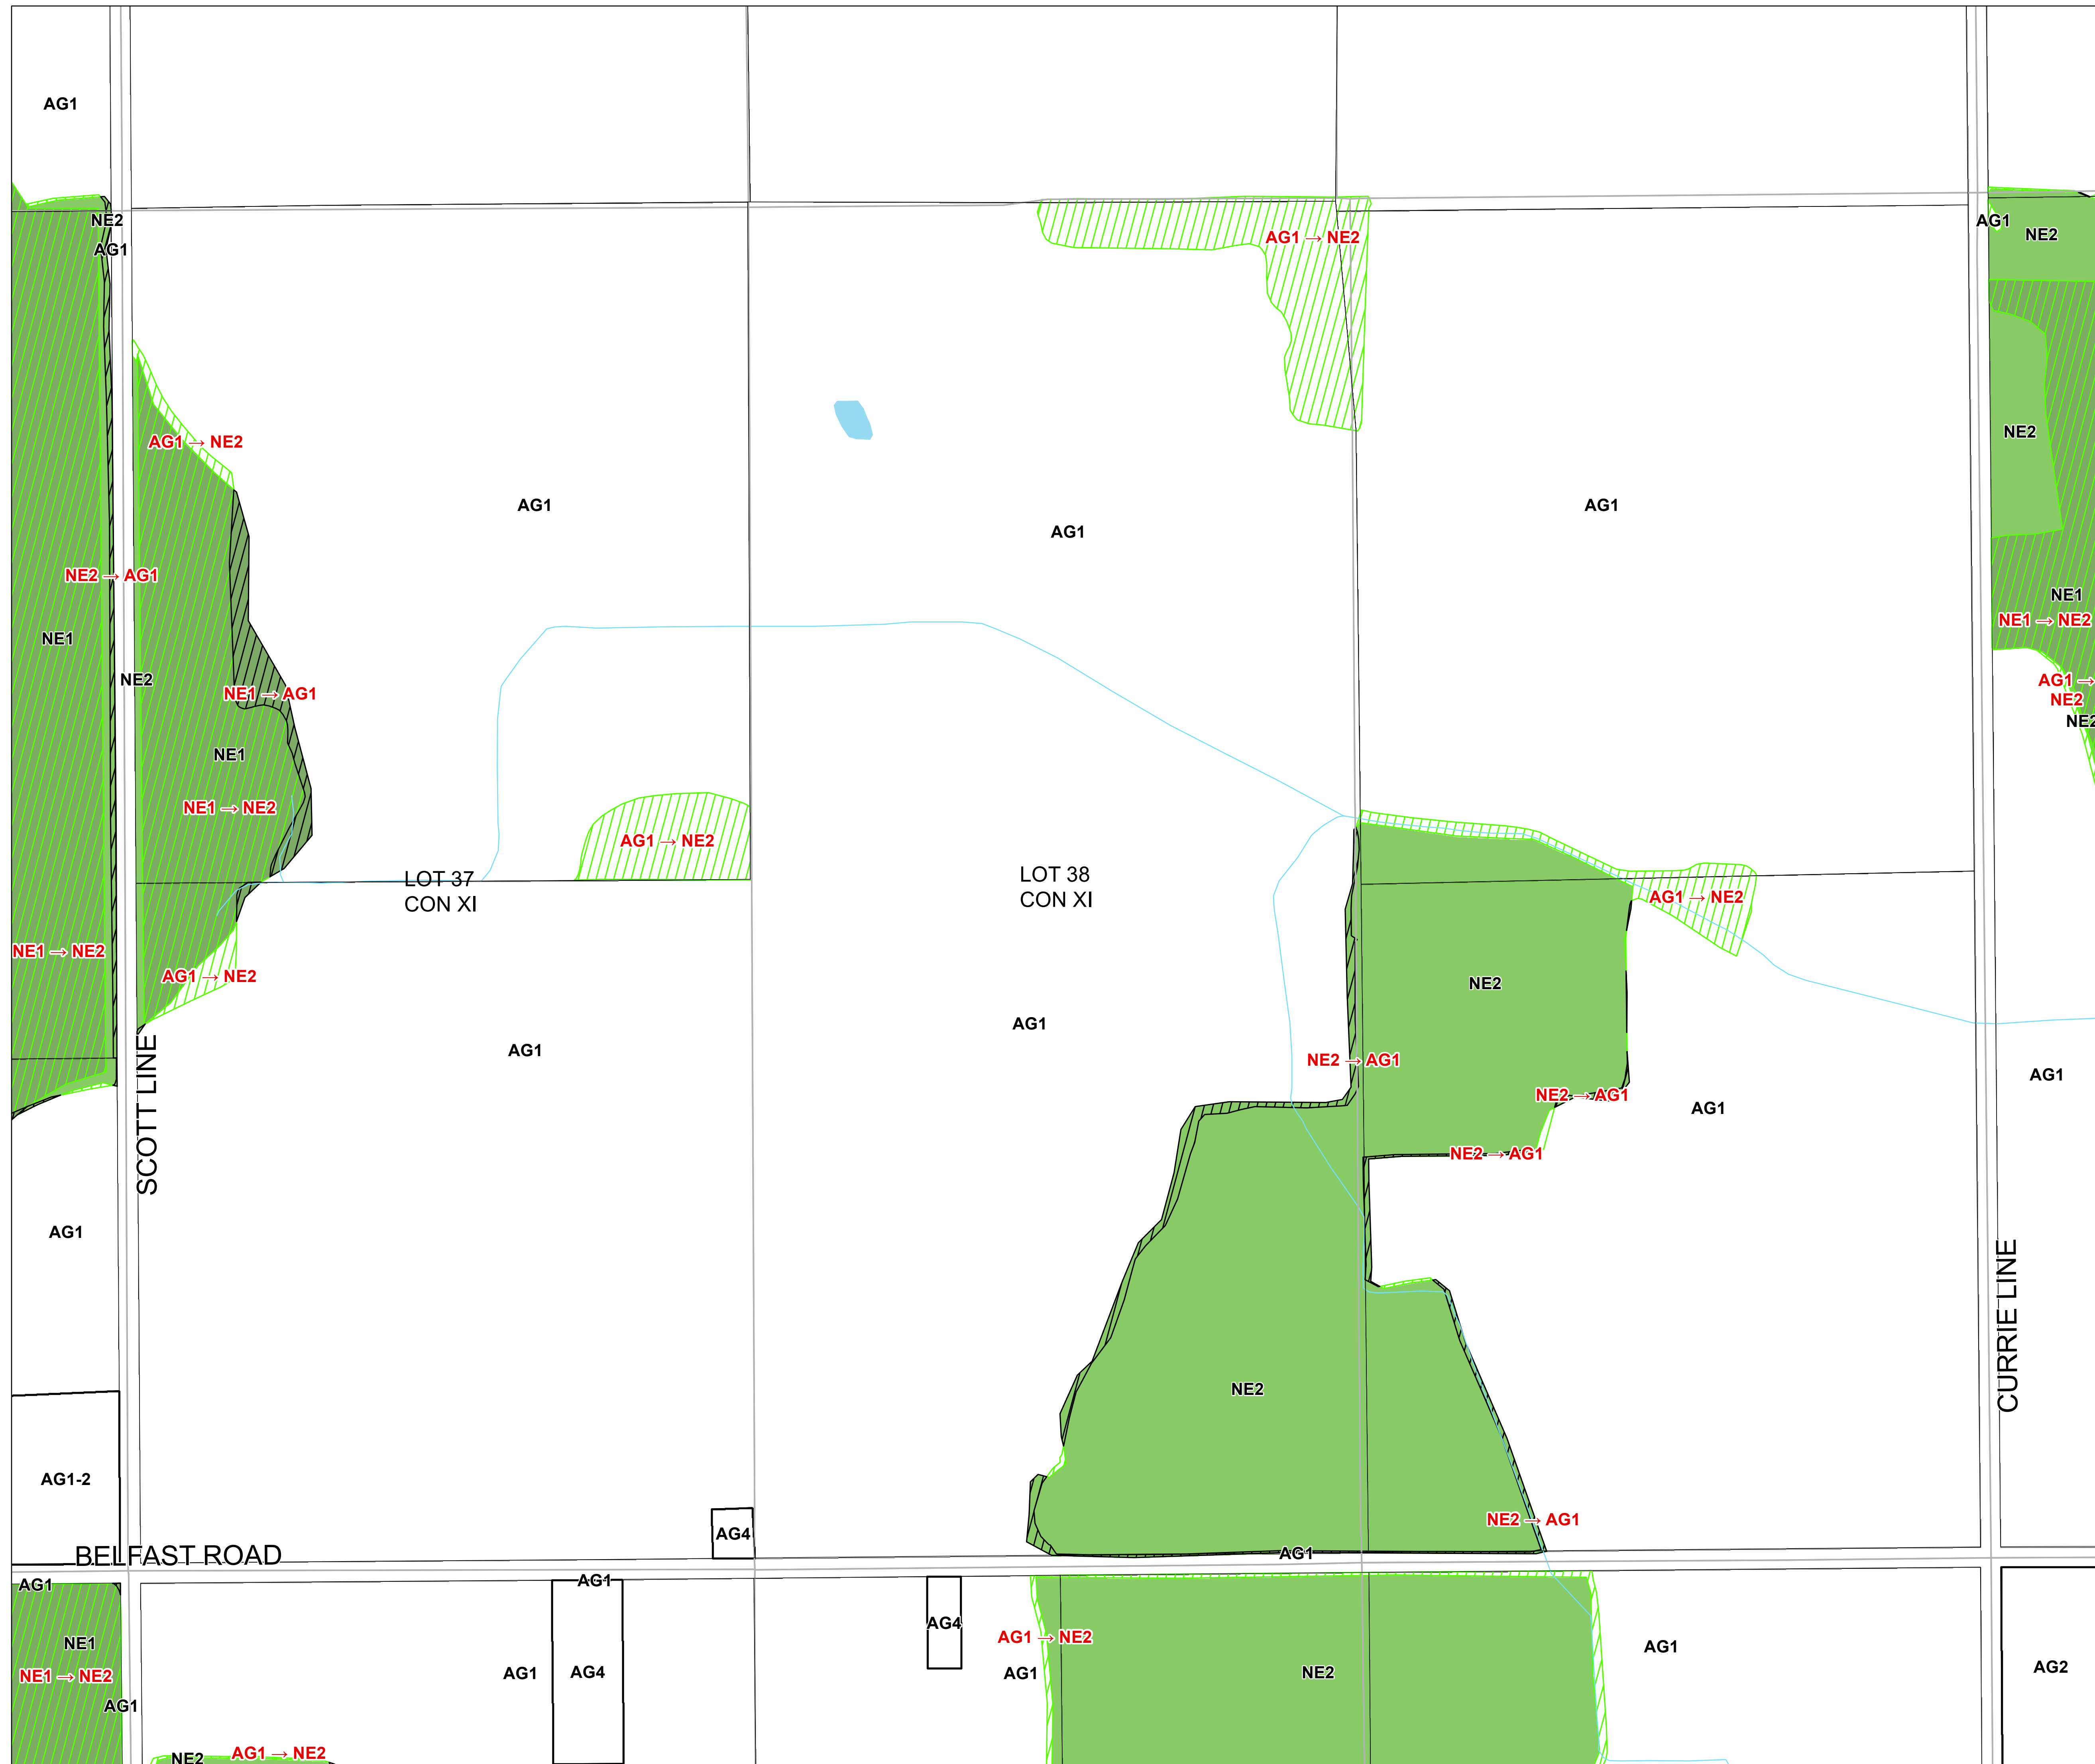 AG1
NE2
AG1
AG1 → NE2
AG1
NE2
AG1 → NE2
NE2
AG1
AG1
AG1
NE2 → AG1
NE1
NE1
NE1 → NE2
NE2
NE1 → AG1
AG1 →
NE2
NE2
NE1
NE1 → NE2
AG1 → NE2
LOT 37
CON XI
LOT 38
CON XI
AG1 → NE2
NE1 → NE2
AG1 → NE2
NE2
AG1
AG1
NE2 → AG1
AG1
NE2 → AG1
AG1
SCOTT LINE
NE2 → AG1
AG1
CURRIE LINE
NE2
AG1-2
AG4
NE2 → AG1
BELFAST ROAD
AG1
AG1
AG1
AG4
NE1
AG1 → NE2
AG1
NE1 → NE2
AG1
AG4
AG1
NE2
AG2
AG1
NE2
AG1 → NE2